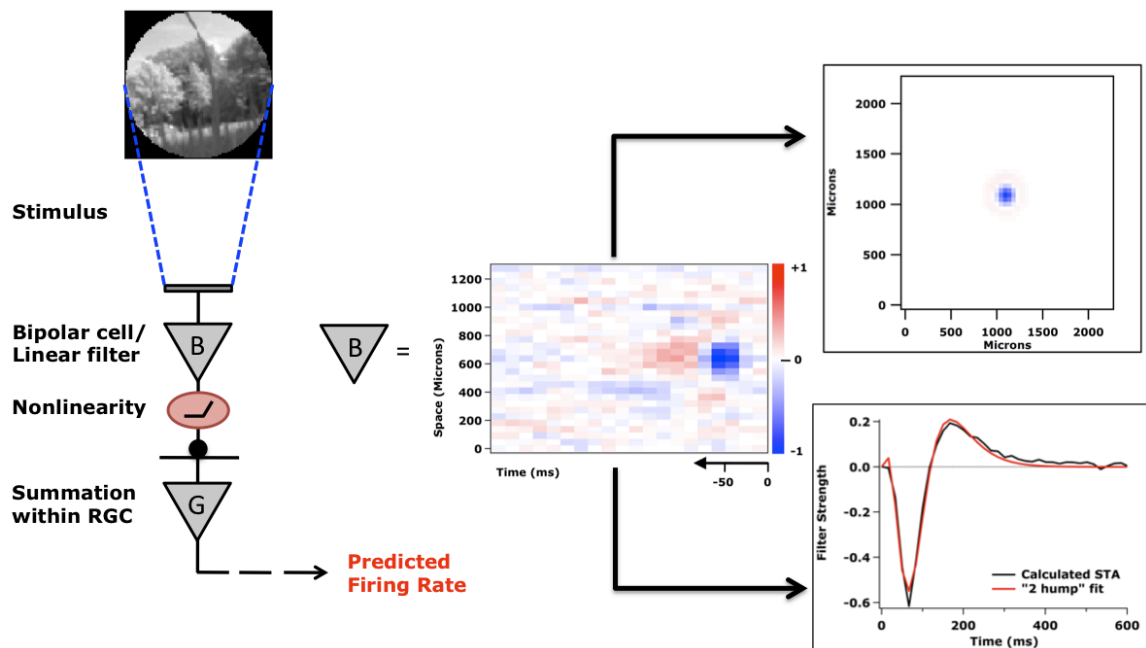 Stimulus
Bipolar cell/
Linear filter
B
Nonlinearity
Summation
within RGC
G
Predicted
Firing Rate
B
=
Space (Microns)
1200
1000
800
600
400
200
0
Time (ms)
-50
0
+1
0
-1
Microns
2000
1500
1000
500
0
0
500
1000
1500
2000
Microns
Filter Strength
0.2
0.0
-0.2
-0.4
-0.6
Calculated STA
"2 hump" fit
0
200
400
600
Time (ms)